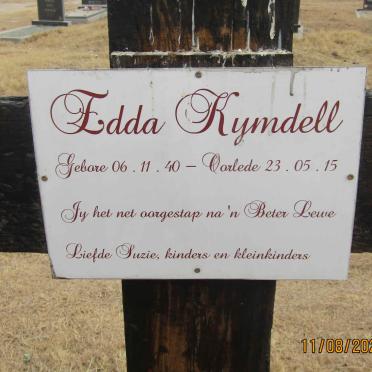 Edda Kymdell
Gebore 06 . 11 . 40 – Oorlede 23 . 05 . 15
Jy het net oorgestap na 'n Beter Lewe
Liefde Suzie, kinders en kleinkinders
11/08/202